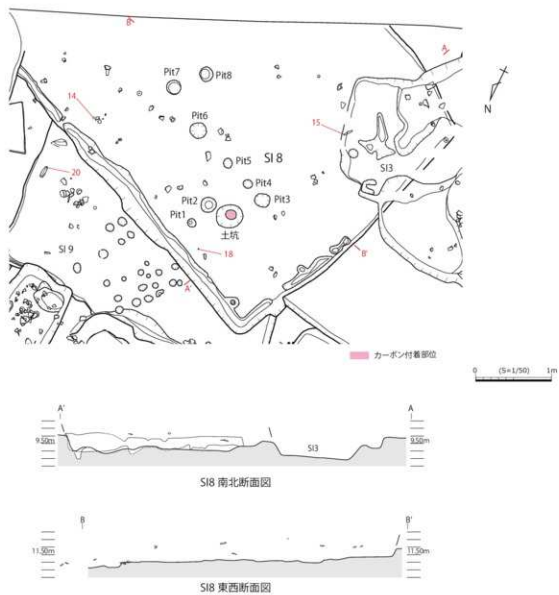 B
A
Pit7
Pit8
14
N
Pit6
15
SI 8
SI3
Pit5
20
Pit4
Pit2
Pit3
Pit1
土坑
SI 9
18
B'
A'
カーボン付着部位
0 (S=1/50) 1m
A' A
9.50m 9.50m
SI3
SI8 南北断面図
B B'
11.50m 11.50m
SI8 東西断面図